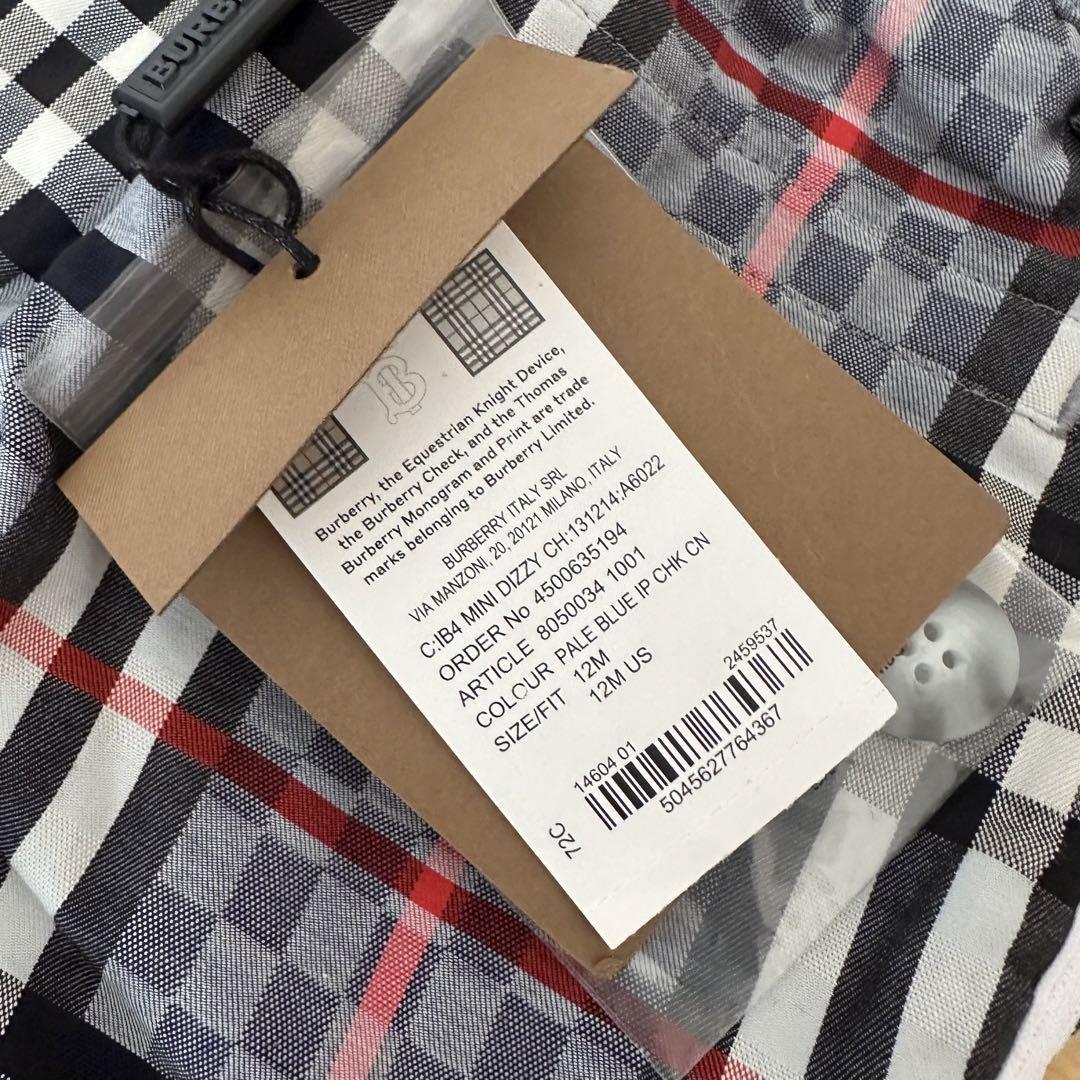 BURB
Burberry, the Equestrian Knight Device,
the Burberry Check, and the Thomas
Burberry Monogram and Print are trade
marks belonging to Burberry Limited.
BURBERRY ITALY SRL
VIA MANZONI, 20, 20121 MILANO, ITALY
C:IB4 MINI DIZZY CH:131214:A6022
ORDER No 4500635194
ARTICLE 8050034 1001
COLOUR PALE BLUE IP CHK CN
SIZE/FIT 12M
12M US
14604 01 2459537
5045627764367
72C